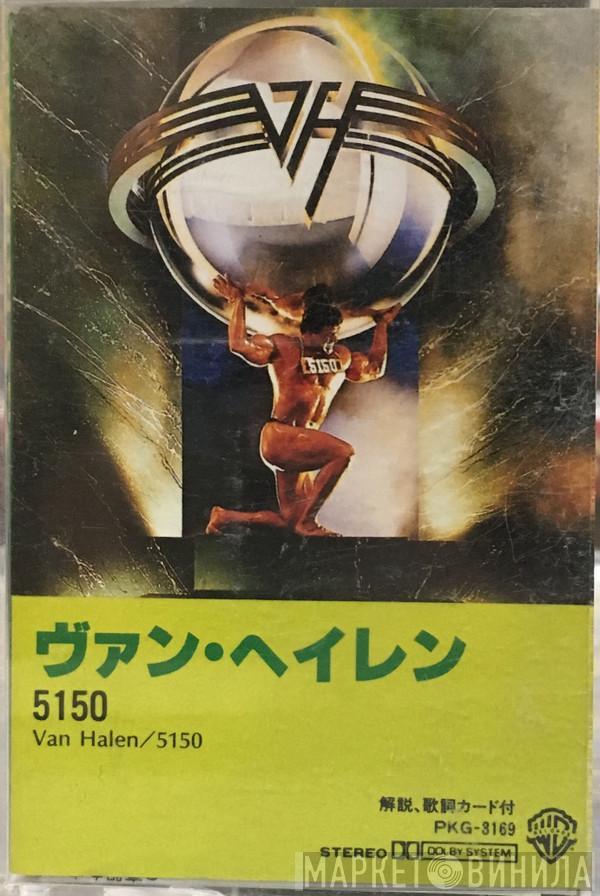 VH
5150
ヴァン・ヘイレン
5150
Van Halen/5150
解説、歌詞カード付
PKG-3169
STEREO DOLBY SYSTEM
МАРКЕТ ВИНИЛА